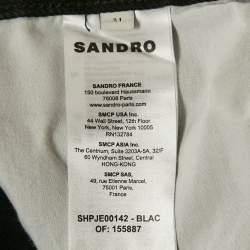 31
SANDRO
SANDRO FRANCE
150 boulevard Haussmann
75008 Paris
www.sandro-paris.com
SMCP USA Inc.
44 Wall Street, 12th Floor
New York, New York 10005
RN132784
SMCP ASIA Inc.
The Centrium, Suite 3203-5A, 32/F
60 Wyndham Street, Central
HONG-KONG
SMCP SAS,
49, rue Etienne Marcel,
75001 Paris,
France
SHPJE00142 - BLAC
OF: 155887